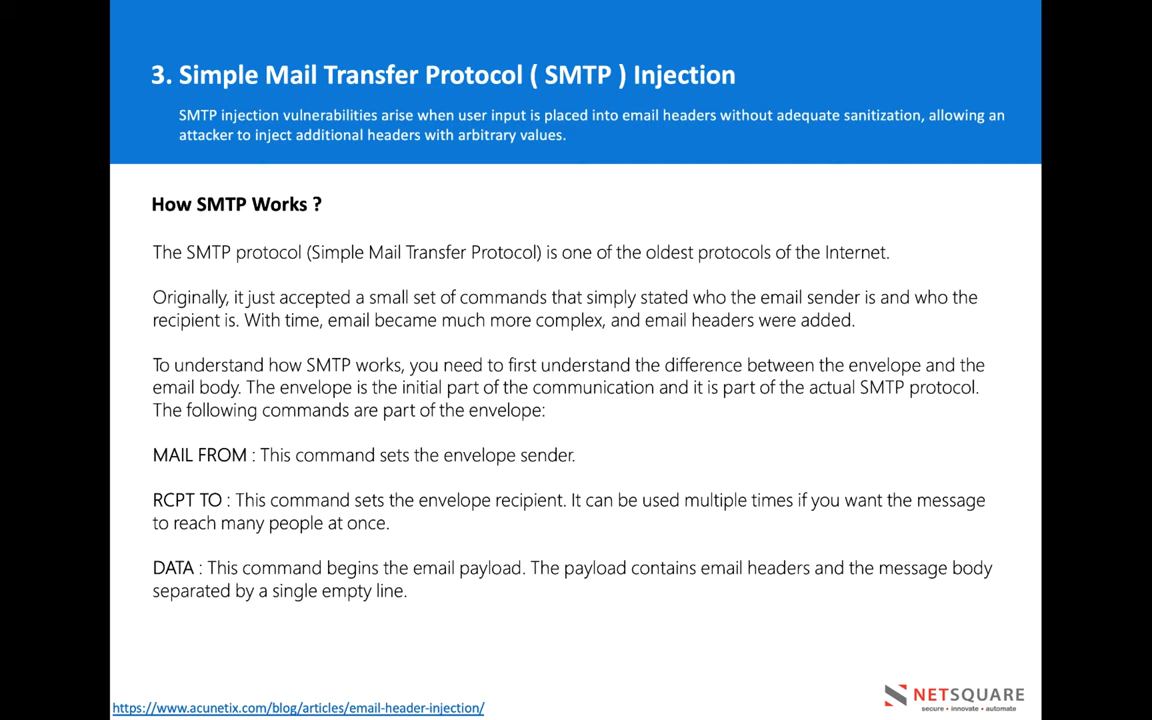 3. Simple Mail Transfer Protocol ( SMTP ) Injection
SMTP injection vulnerabilities arise when user input is placed into email headers without adequate sanitization, allowing an
attacker to inject additional headers with arbitrary values.
How SMTP Works ?
The SMTP protocol (Simple Mail Transfer Protocol) is one of the oldest protocols of the Internet.
Originally, it just accepted a small set of commands that simply stated who the email sender is and who the
recipient is. With time, email became much more complex, and email headers were added.
To understand how SMTP works, you need to first understand the difference between the envelope and the
email body. The envelope is the initial part of the communication and it is part of the actual SMTP protocol.
The following commands are part of the envelope:
MAIL FROM : This command sets the envelope sender.
RCPT TO : This command sets the envelope recipient. It can be used multiple times if you want the message
to reach many people at once.
DATA : This command begins the email payload. The payload contains email headers and the message body
separated by a single empty line.
https://www.acunetix.com/blog/articles/email-header-injection/
NETSQUARE
secure • innovate • automate